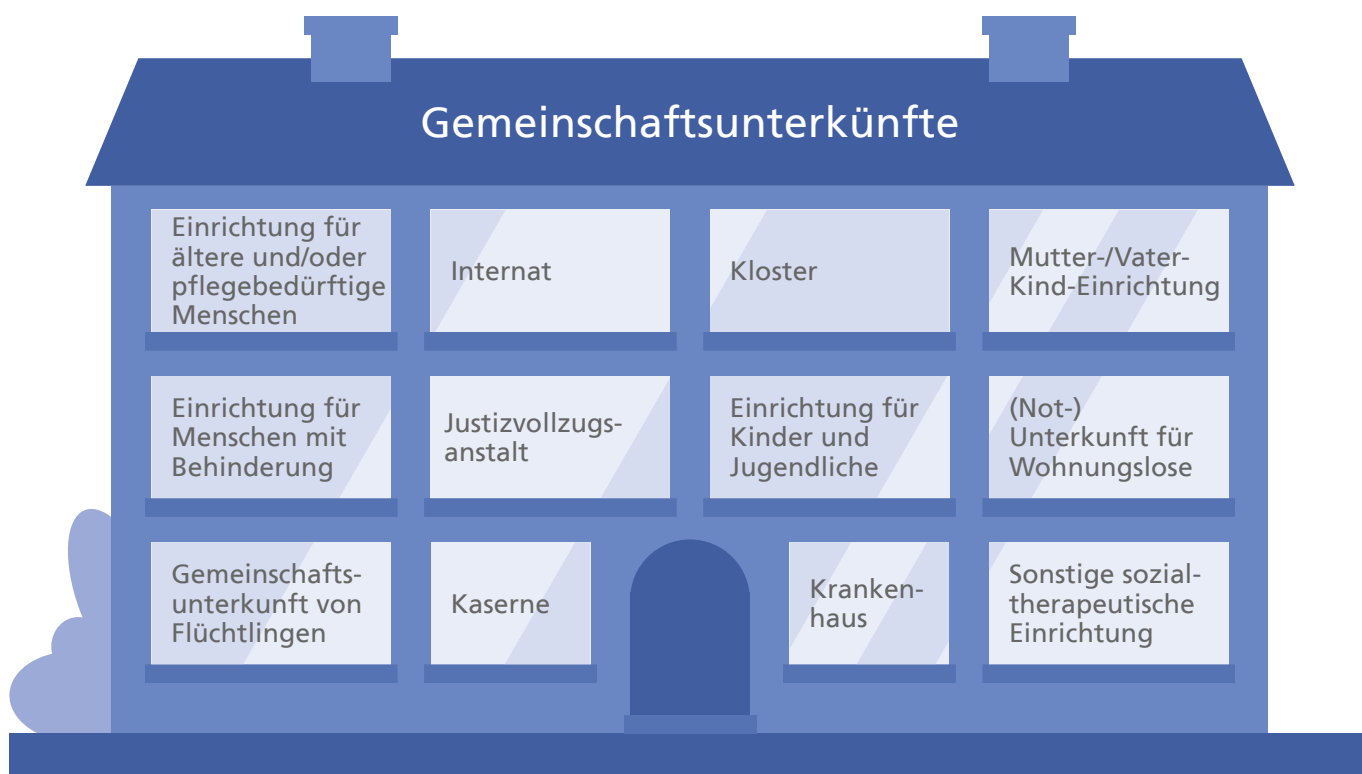 Gemeinschaftsunterkünfte
Einrichtung für
ältere und/oder
pflegebedürftige
Menschen
Internat
Kloster
Mutter-/Vater-
Kind-Einrichtung
Einrichtung für
Menschen mit
Behinderung
Justizvollzugs-
anstalt
Einrichtung für
Kinder und
Jugendliche
(Not-)
Unterkunft für
Wohnungslose
Gemeinschafts-
unterkunft von
Flüchtlingen
Kaserne
Kranken-
haus
Sonstige sozial-
therapeutische
Einrichtung